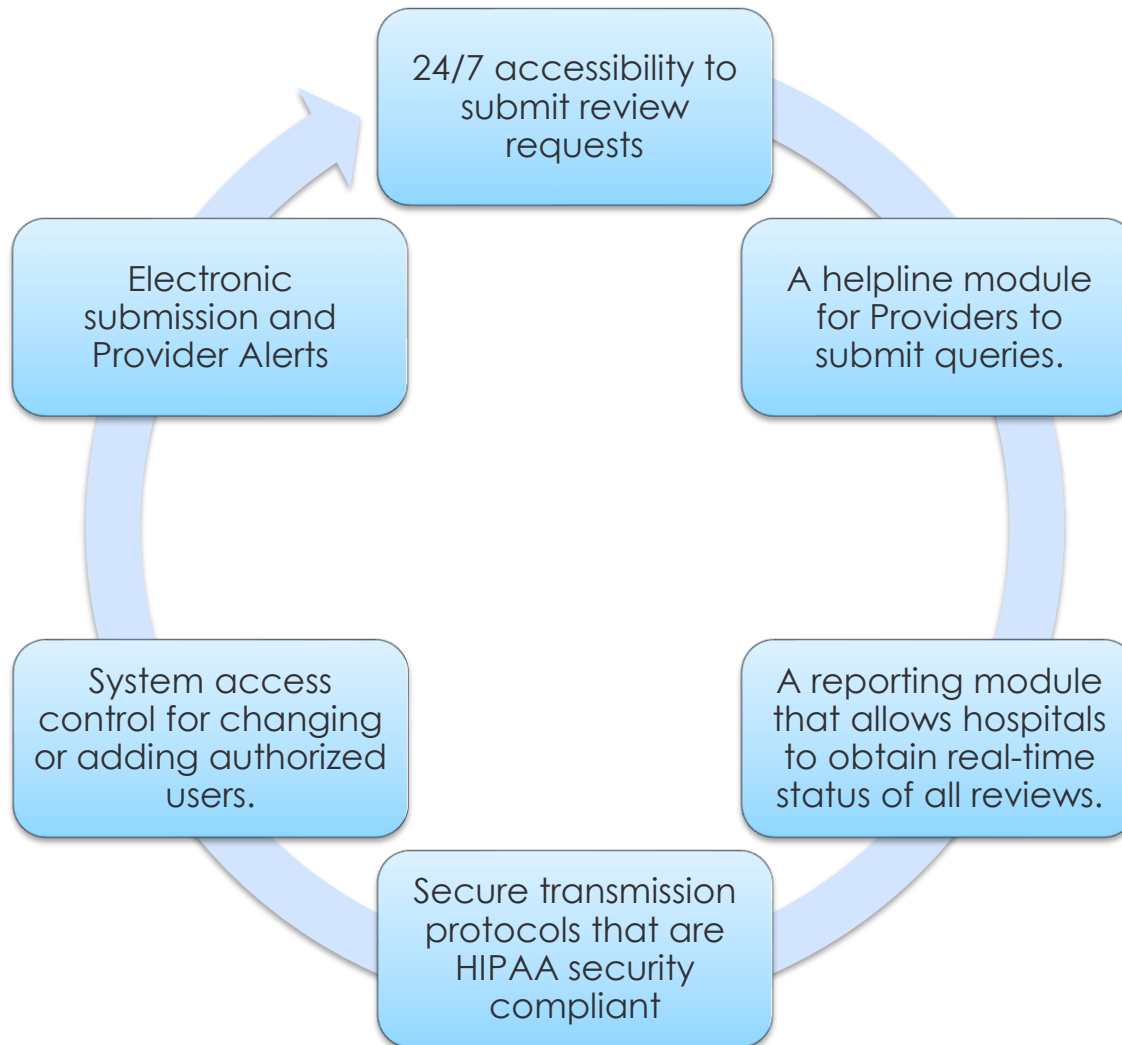 24/7 accessibility to
submit review
requests
A helpline module
for Providers to
submit queries.
A reporting module
that allows hospitals
to obtain real-time
status of all reviews.
Secure transmission
protocols that are
HIPAA security
compliant
System access
control for changing
or adding authorized
users.
Electronic
submission and
Provider Alerts